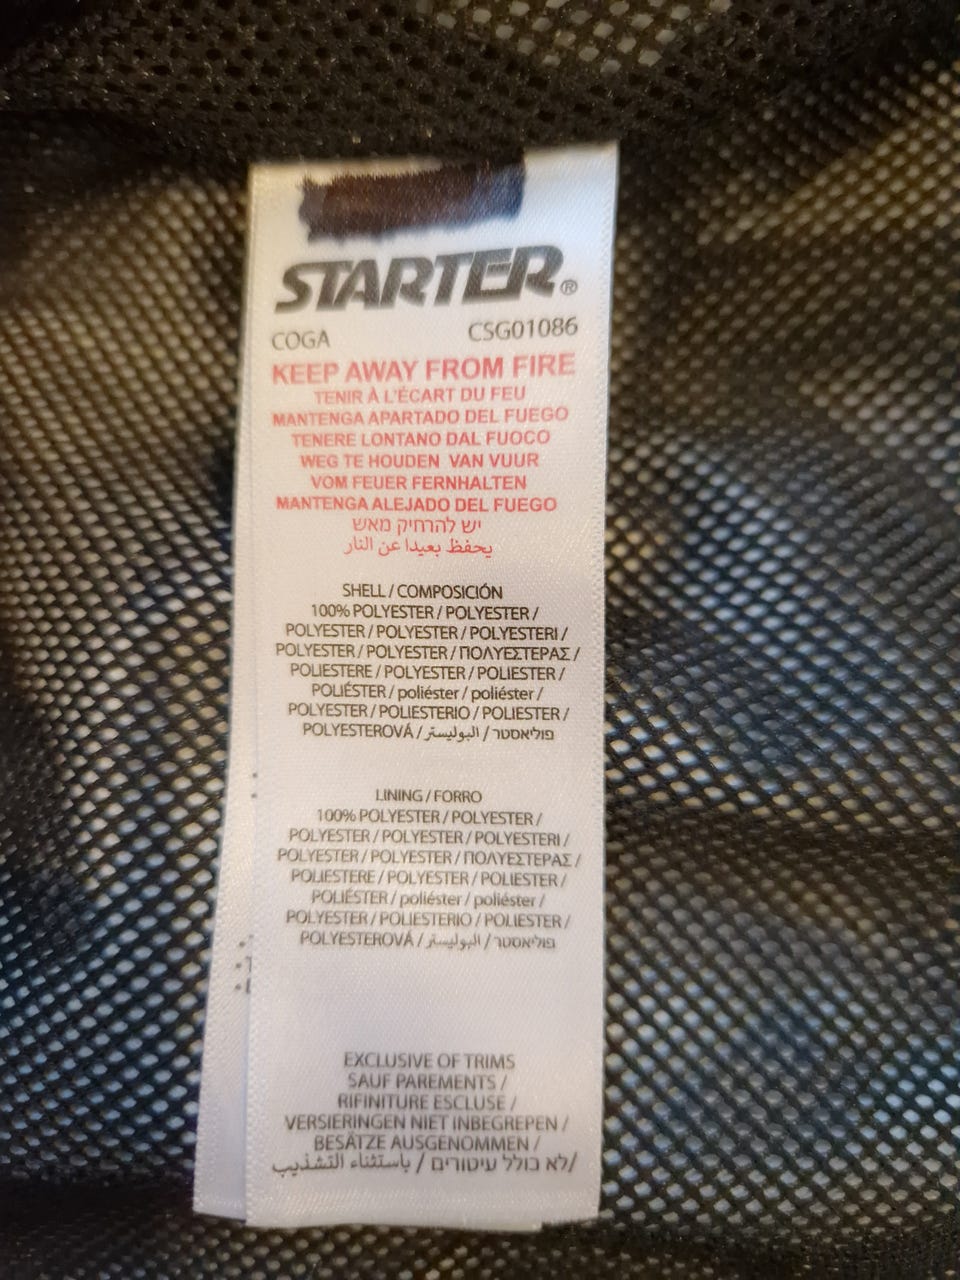 STARTER®
COGA CSG01086
KEEP AWAY FROM FIRE
TENIR À L'ÉCART DU FEU
MANTENGA APARTADO DEL FUEGO
TENERE LONTANO DAL FUOCO
WEG TE HOUDEN VAN VUUR
VOM FEUER FERNHALTEN
MANTENGA ALEJADO DEL FUEGO
יש להרחיק מאש
يحفظ بعيدا عن النار
SHELL / COMPOSICIÓN
100% POLYESTER / POLYESTER /
POLYESTER / POLYESTER / POLYESTERI /
POLYESTER / POLYESTER / ΠΟΛΥΕΣΤΕΡΑΣ /
POLIESTERE / POLYESTER / POLIESTER /
POLIÉSTER / poliéster / poliéster /
POLYESTER / POLIESTERIO / POLIESTER /
POLYESTEROVÁ / البوليستر / פוליאסטר
LINING / FORRO
100% POLYESTER / POLYESTER /
POLYESTER / POLYESTER / POLYESTERI /
POLYESTER / POLYESTER / ΠΟΛΥΕΣΤΕΡΑΣ /
POLIESTERE / POLYESTER / POLIESTER /
POLIÉSTER / poliéster / poliéster /
POLYESTER / POLIESTERIO / POLIESTER /
POLYESTEROVÁ / البوليستر / פוליאסטר
EXCLUSIVE OF TRIMS
SAUF PAREMENTS /
RIFINITURE ESCLUSE /
VERSIERINGEN NIET INBEGREPEN /
BESÄTZE AUSGENOMMEN /
/לא כולל עיטורים / باستثناء التشذيب